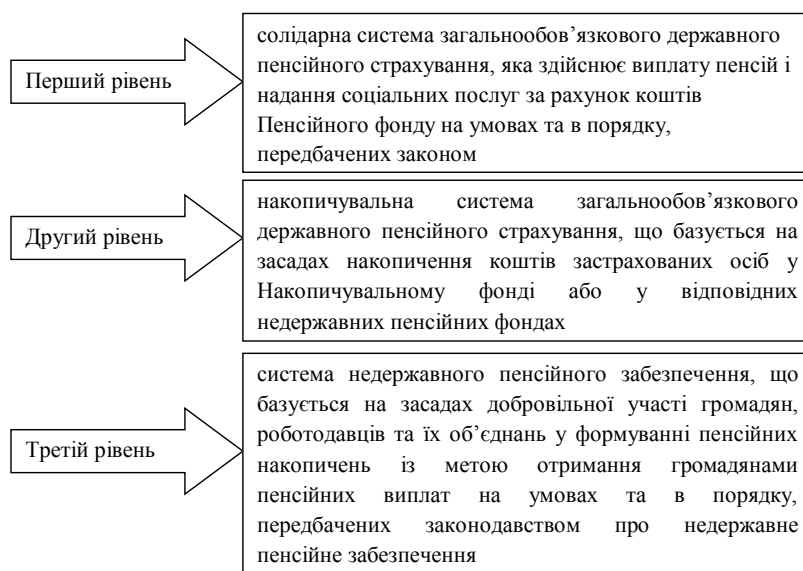 Перший рівень
солідарна система загальнообов’язкового державного
пенсійного страхування, яка здійснює виплату пенсій і
надання соціальних послуг за рахунок коштів
Пенсійного фонду на умовах та в порядку,
передбачених законом
Другий рівень
накопичувальна система загальнообов’язкового
державного пенсійного страхування, що базується на
засадах накопичення коштів застрахованих осіб у
Накопичувальному фонді або у відповідних
недержавних пенсійних фондах
Третій рівень
система недержавного пенсійного забезпечення, що
базується на засадах добровільної участі громадян,
роботодавців та їх об’єднань у формуванні пенсійних
накопичень із метою отримання громадянами
пенсійних виплат на умовах та в порядку,
передбачених законодавством про недержавне
пенсійне забезпечення